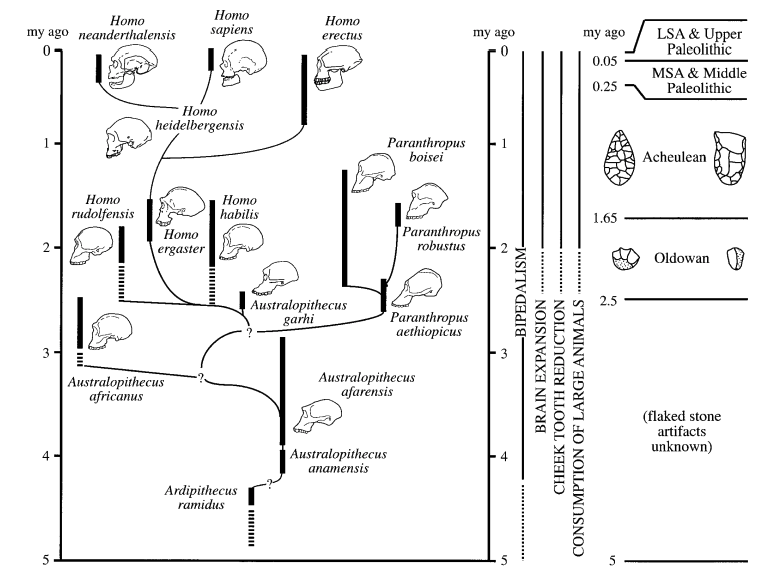 my ago
0
1
2
3
4
5
Homo
neanderthalensis
Homo
sapiens
Homo
erectus
Homo
heidelbergensis
Paranthropus
boisei
Homo
rudolfensis
Homo
ergaster
Homo
habilis
Paranthropus
robustus
Australopithecus
garhi
Paranthropus
aethiopicus
?
?
Australopithecus
africanus
Australopithecus
afarensis
Australopithecus
anamensis
?
Ardipithecus
ramidus
my ago
0
1
2
3
4
5
BIPEDALISM
BRAIN EXPANSION
CHEEK TOOTH REDUCTION
CONSUMPTION OF LARGE ANIMALS
my ago
0.05
0.25
1.65
2.5
5
LSA & Upper
Paleolithic
MSA & Middle
Paleolithic
Acheulean
Oldowan
(flaked stone
artifacts
unknown)